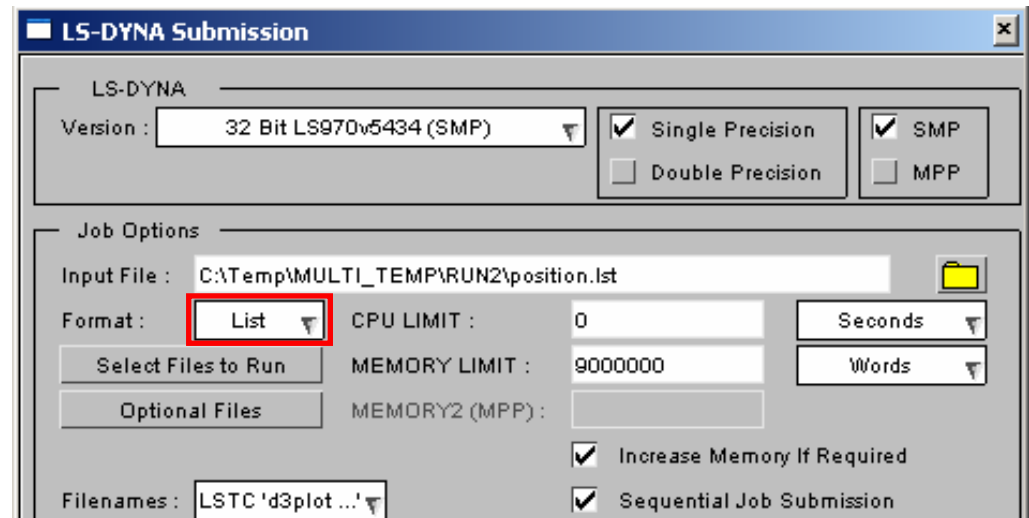 LS-DYNA Submission
LS-DYNA
Version : 32 Bit LS970v5434 (SMP) Single Precision SMP
Double Precision MPP
Job Options
Input File : C:\Temp\MULTI_TEMP\RUN2\position.lst
Format : List CPU LIMIT : 0 Seconds
Select Files to Run MEMORY LIMIT : 9000000 Words
Optional Files MEMORY2 (MPP) :
Increase Memory If Required
Filenames : LSTC 'd3plot ...' Sequential Job Submission